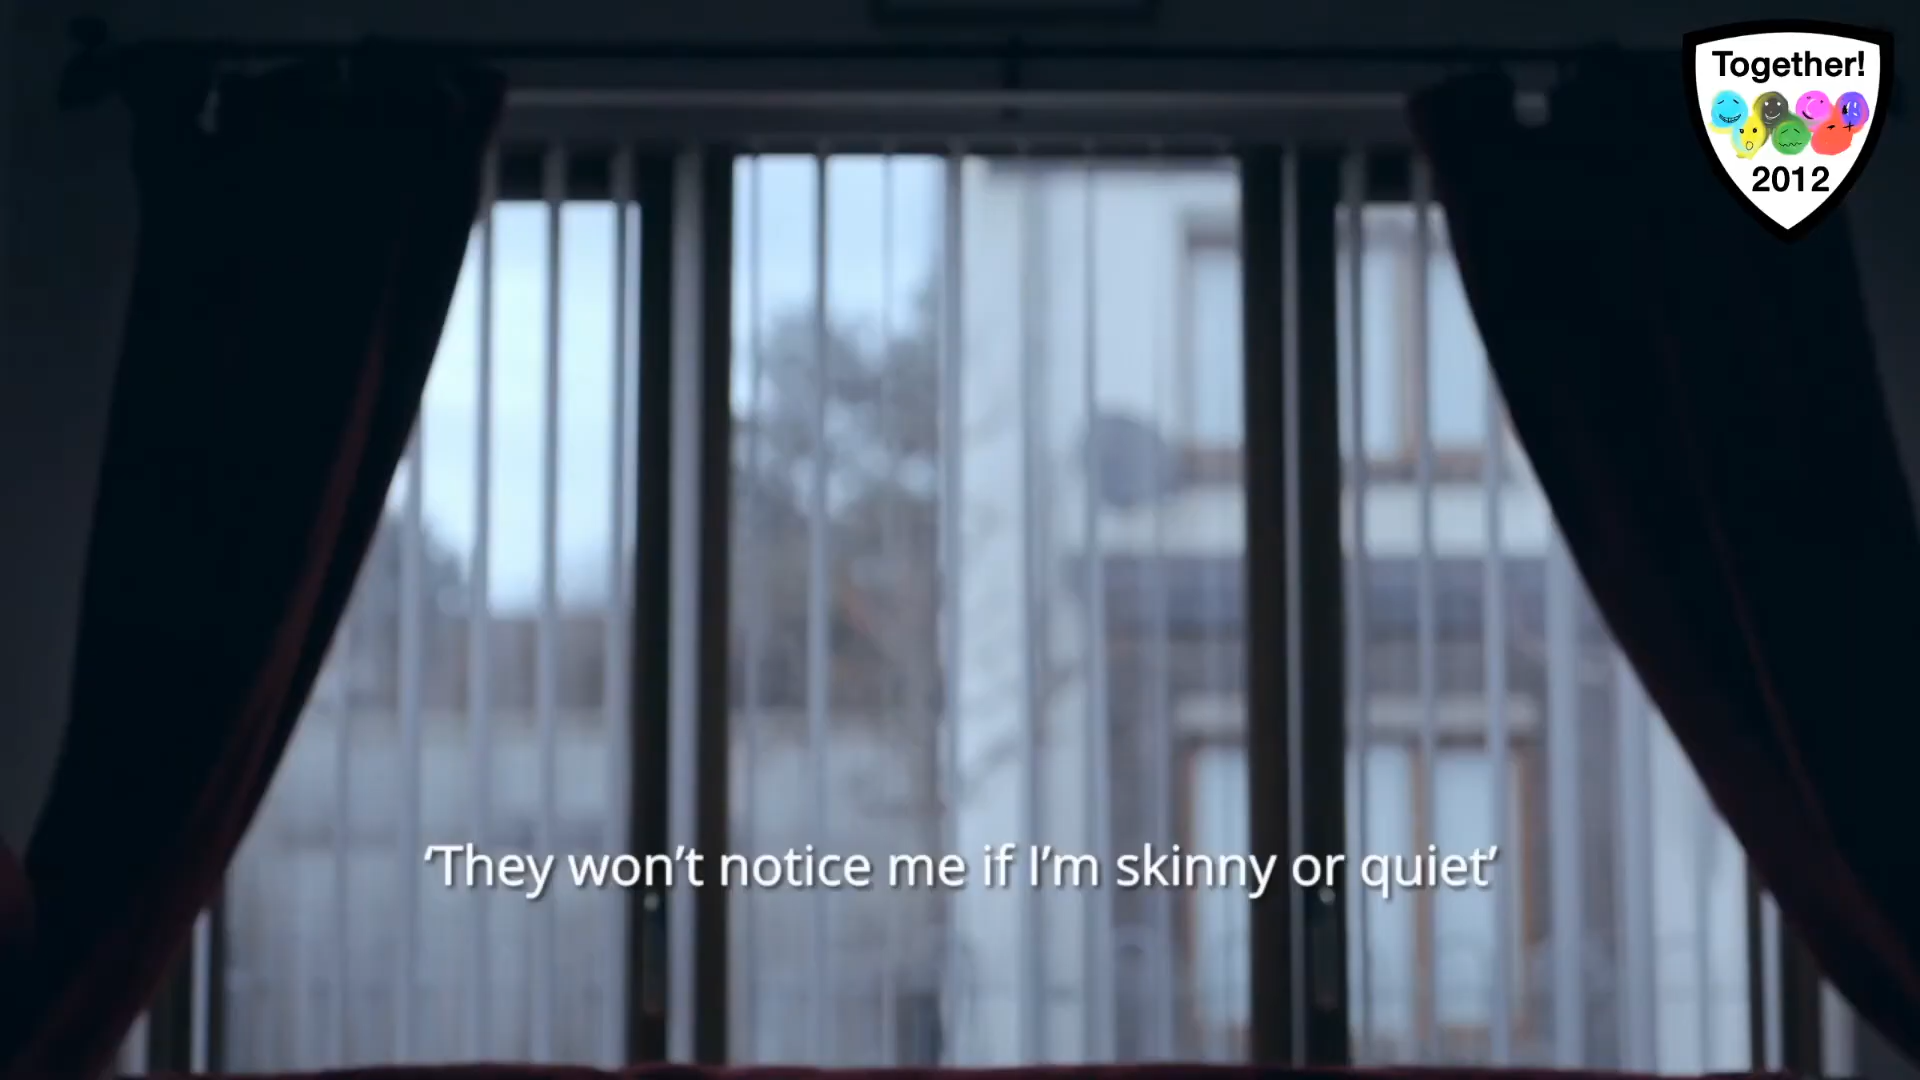 Together!
2012
‘They won’t notice me if I’m skinny or quiet’